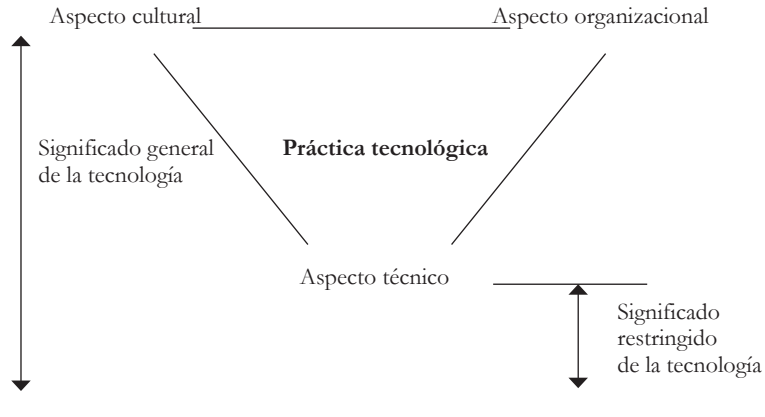 Aspecto cultural
Aspecto organizacional
Significado general
de la tecnología
Práctica tecnológica
Aspecto técnico
Significado
restringido
de la tecnología